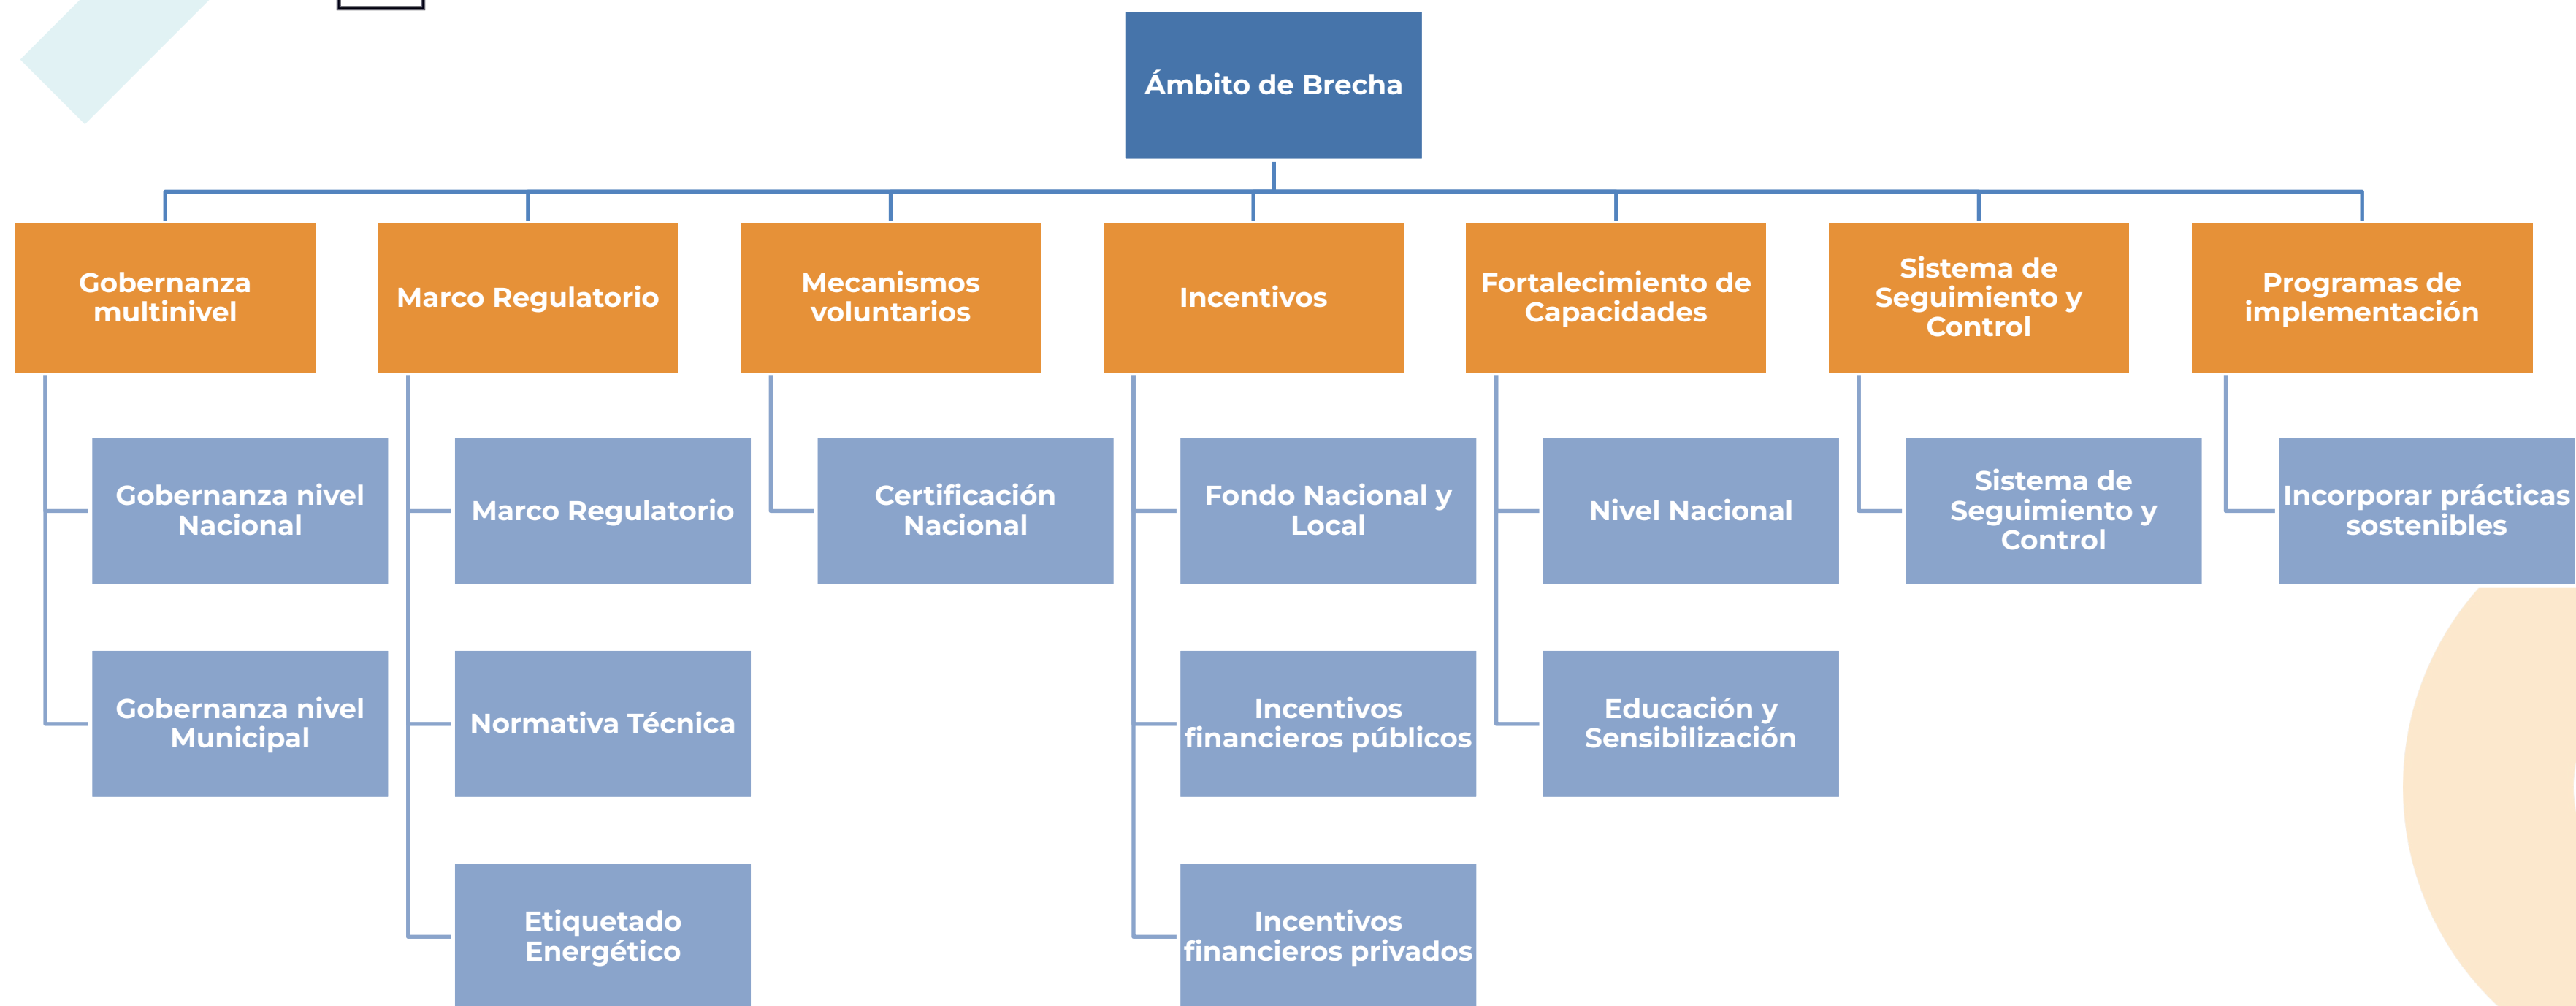 Ámbito de Brecha
Gobernanza
multinivel
Marco Regulatorio
Mecanismos
voluntarios
Incentivos
Fortalecimiento de
Capacidades
Sistema de
Seguimiento y
Control
Programas de
implementación
Gobernanza nivel
Nacional
Marco Regulatorio
Certificación
Nacional
Fondo Nacional y
Local
Nivel Nacional
Sistema de
Seguimiento y
Control
Incorporar prácticas
sostenibles
Gobernanza nivel
Municipal
Normativa Técnica
Incentivos
financieros públicos
Educación y
Sensibilización
Etiquetado
Energético
Incentivos
financieros privados